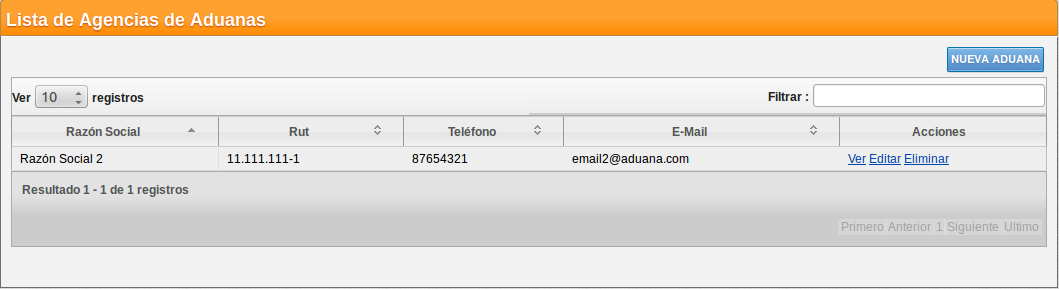 Lista de Agencias de Aduanas
NUEVA ADUANA
Ver 10 registros Filtrar :
Razón Social Rut Teléfono E-Mail Acciones
Razón Social 2 11.111.111-1 87654321 email2@aduana.com Ver Editar Eliminar
Resultado 1 - 1 de 1 registros
Primero Anterior 1 Siguiente Ultimo